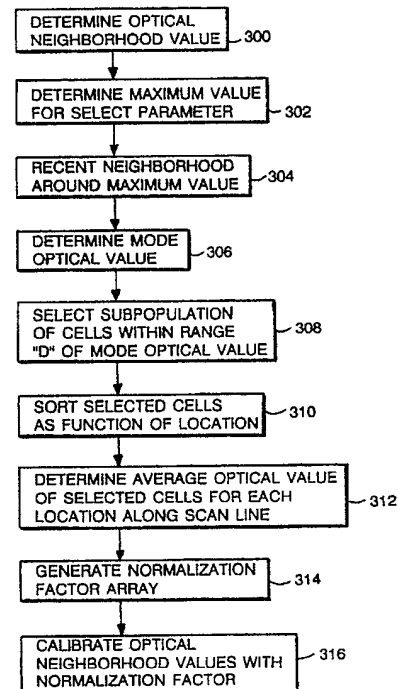 DETERMINE OPTICAL
NEIGHBORHOOD VALUE
300
DETERMINE MAXIMUM VALUE
FOR SELECT PARAMETER
302
RECENT NEIGHBORHOOD
AROUND MAXIMUM VALUE
304
DETERMINE MODE
OPTICAL VALUE
306
SELECT SUBPOPULATION
OF CELLS WITHIN RANGE
"D" OF MODE OPTICAL VALUE
308
SORT SELECTED CELLS
AS FUNCTION OF LOCATION
310
DETERMINE AVERAGE OPTICAL VALUE
OF SELECTED CELLS FOR EACH
LOCATION ALONG SCAN LINE
312
GENERATE NORMALIZATION
FACTOR ARRAY
314
CALIBRATE OPTICAL
NEIGHBORHOOD VALUES WITH
NORMALIZATION FACTOR
316